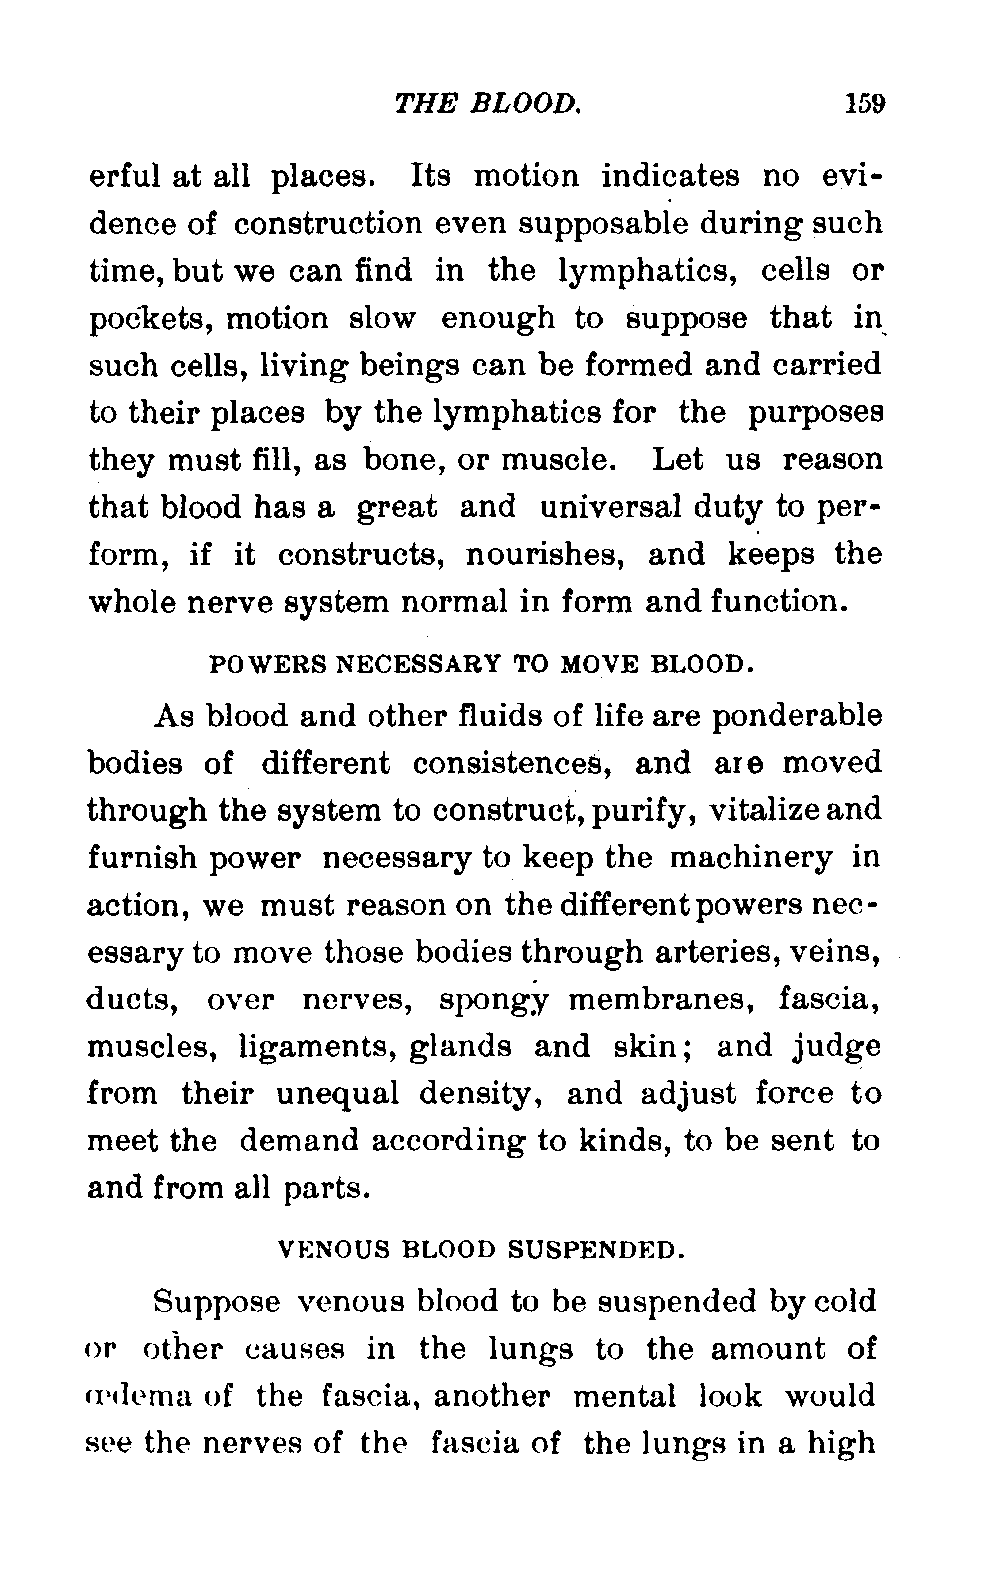 THE BLOOD. 159
erful at all places. Its motion indicates no evi-
dence of construction even supposable during such
time, but we can find in the lymphatics, cells or
pockets, motion slow enough to suppose that in
such cells, living beings can be formed and carried
to their places by the lymphatics for the purposes
they must fill, as bone, or muscle. Let us reason
that blood has a great and universal duty to per-
form, if it constructs, nourishes, and keeps the
whole nerve system normal in form and function.
POWERS NECESSARY TO MOVE BLOOD.
As blood and other fluids of life are ponderable
bodies of different consistences, and are moved
through the system to construct, purify, vitalize and
furnish power necessary to keep the machinery in
action, we must reason on the different powers nec-
essary to move those bodies through arteries, veins,
ducts, over nerves, spongy membranes, fascia,
muscles, ligaments, glands and skin; and judge
from their unequal density, and adjust force to
meet the demand according to kinds, to be sent to
and from all parts.
VENOUS BLOOD SUSPENDED.
Suppose venous blood to be suspended by cold
or other causes in the lungs to the amount of
œdema of the fascia, another mental look would
see the nerves of the fascia of the lungs in a high